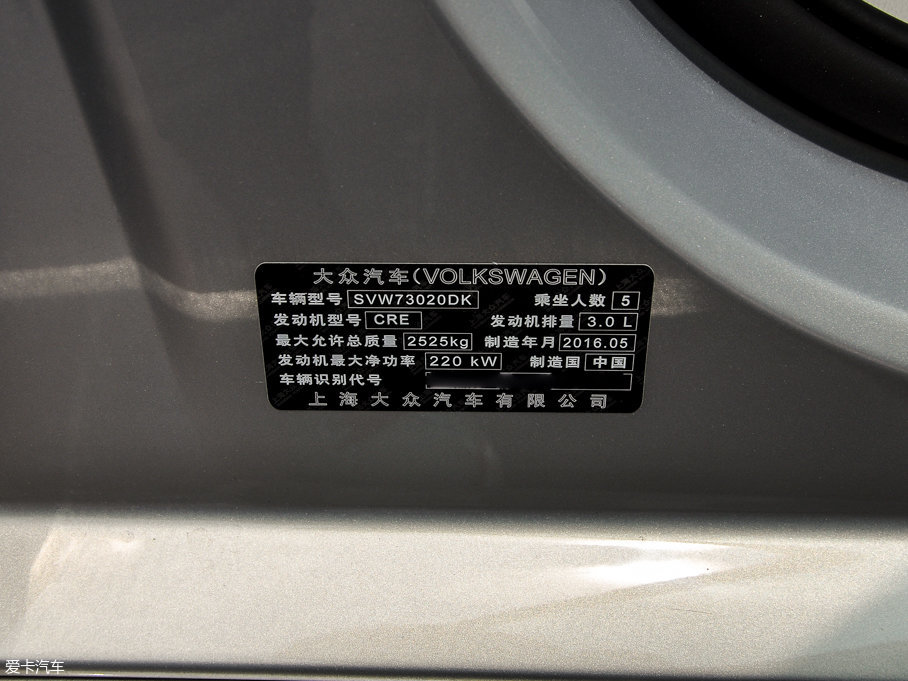 大众汽车(VOLKSWAGEN)
车辆型号 SVW73020DK 乘坐人数 5
发动机型号 CRE 发动机排量 3.0 L
最大允许总质量 2525kg 制造年月 2016.05
发动机最大净功率 220 kW 制造国 中国
车辆识别代号
上海大众汽车有限公司
爱卡汽车